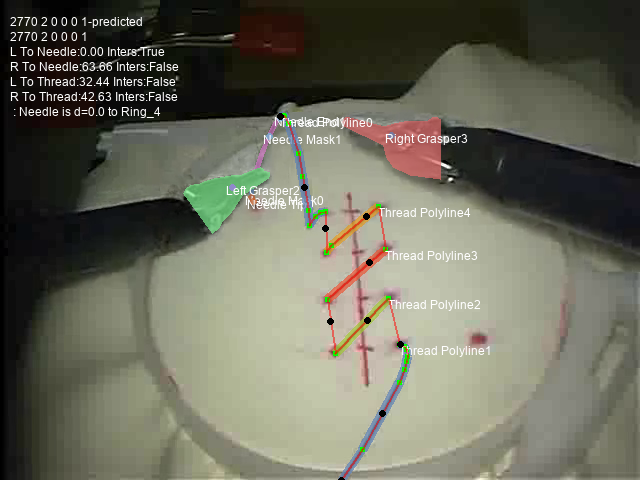 2770 2 0 0 0 1-predicted
2770 2 0 0 0 1
L To Needle:0.00 Inters:True
R To Needle:63.66 Inters:False
L To Thread:32.44 Inters:False
R To Thread:42.63 Inters:False
: Needle is d=0.0 to Ring_4
Thread Polyline0
Needle Mask1
Right Grasper3
Left Grasper2
Thread Polyline4
Thread Polyline3
Thread Polyline2
Thread Polyline1